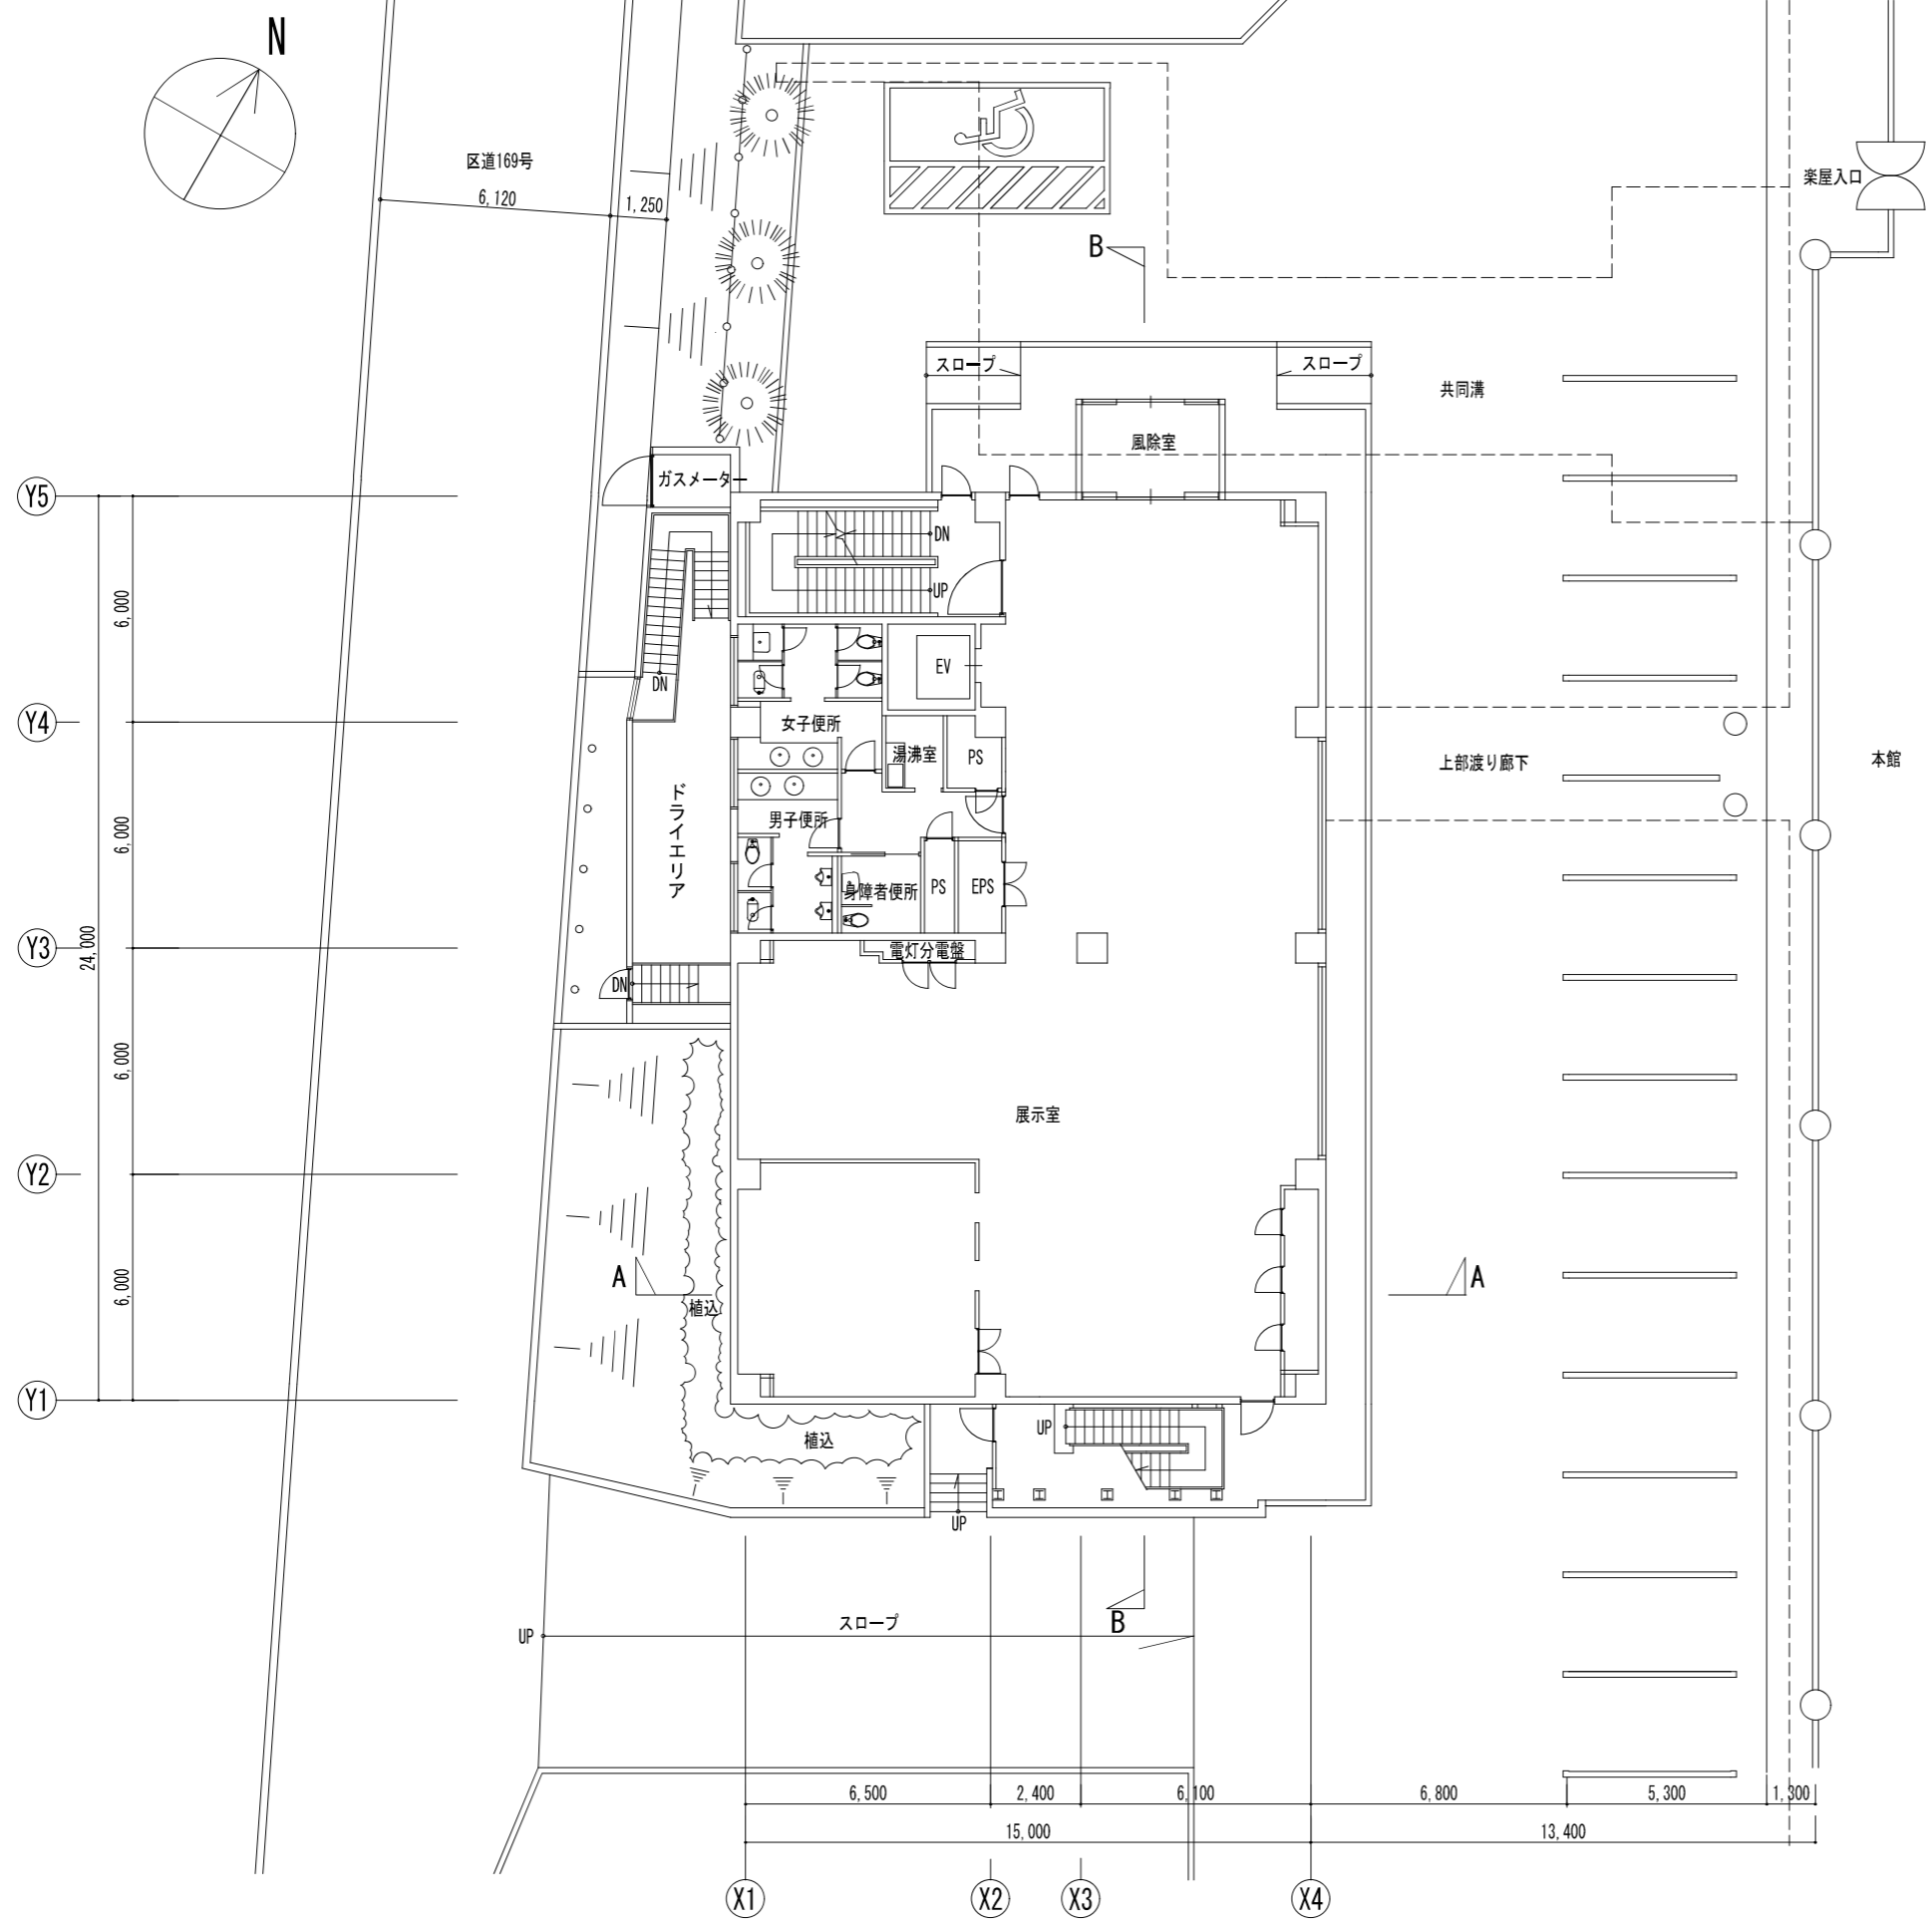 N
区道169号
6,120
1,250
楽屋入口
B
スロープ
スロープ
共同溝
風除室
ガスメーター
Y5
DN
UP
6,000
EV
DN
Y4
女子便所
湯沸室
PS
上部渡り廊下
本館
ドライエリア
男子便所
6,000
身障者便所
PS
EPS
Y3
24,000
電灯分電盤
DN
6,000
展示室
Y2
A
A
6,000
植込
Y1
UP
植込
UP
B
スロープ
UP
6,500
2,400
6,100
6,800
5,300
1,300
15,000
13,400
X1
X2
X3
X4